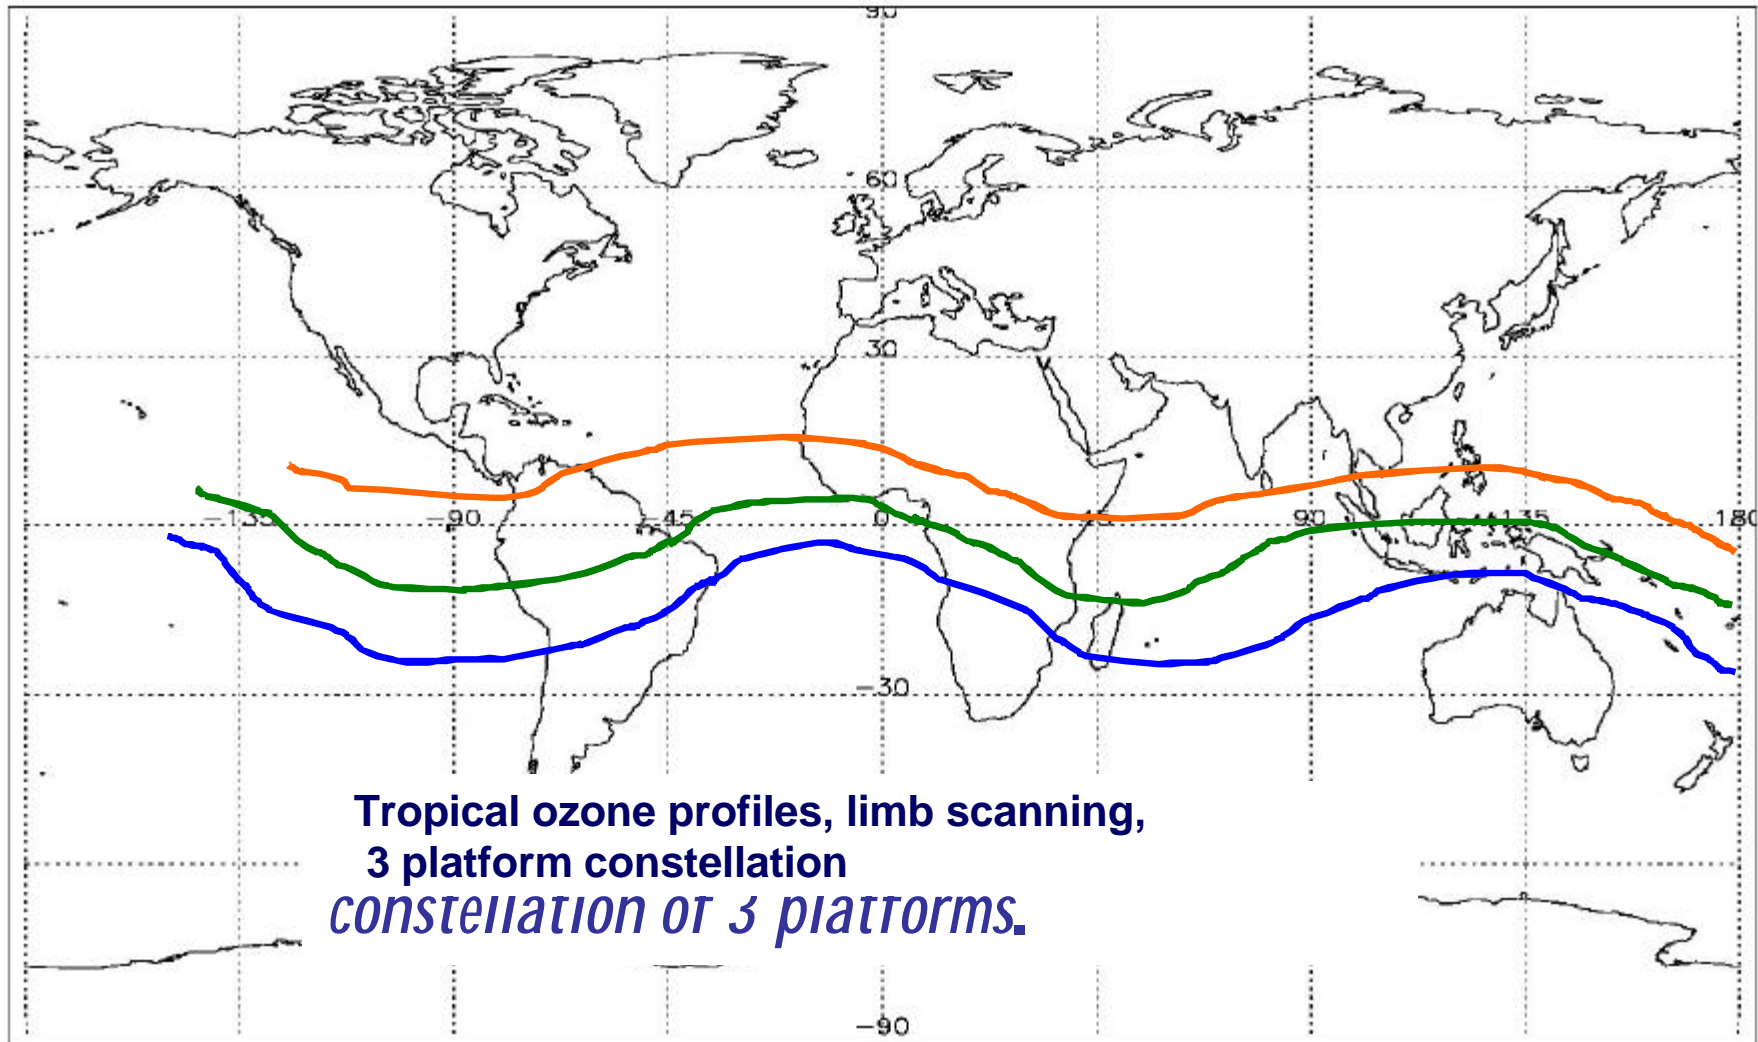 90
60
30
-135 -90 -45 0 45 90 135 180
-30
Tropical ozone profiles, limb scanning,
3 platform constellation
constellation of 3 platforms.
-90